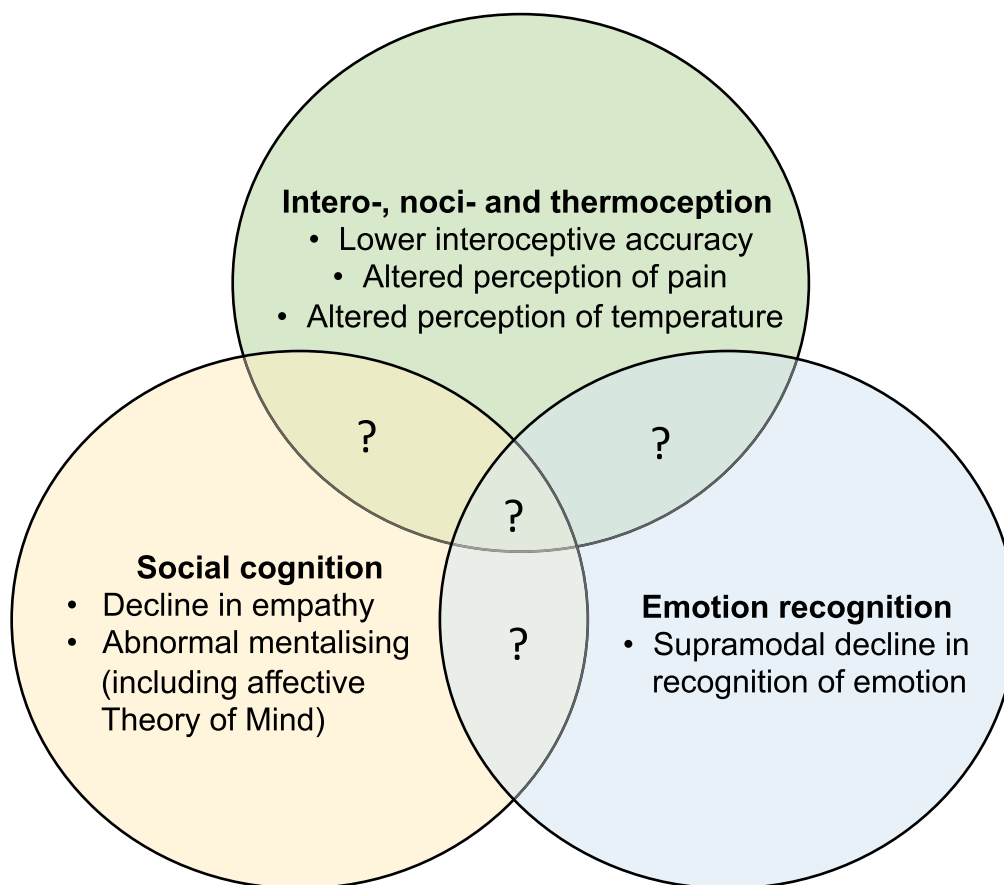 Intero-, noci- and thermoception
• Lower interoceptive accuracy
• Altered perception of pain
• Altered perception of temperature
?
?
?
Social cognition
• Decline in empathy
• Abnormal mentalising
(including affective
Theory of Mind)
?
Emotion recognition
• Supramodal decline in
recognition of emotion